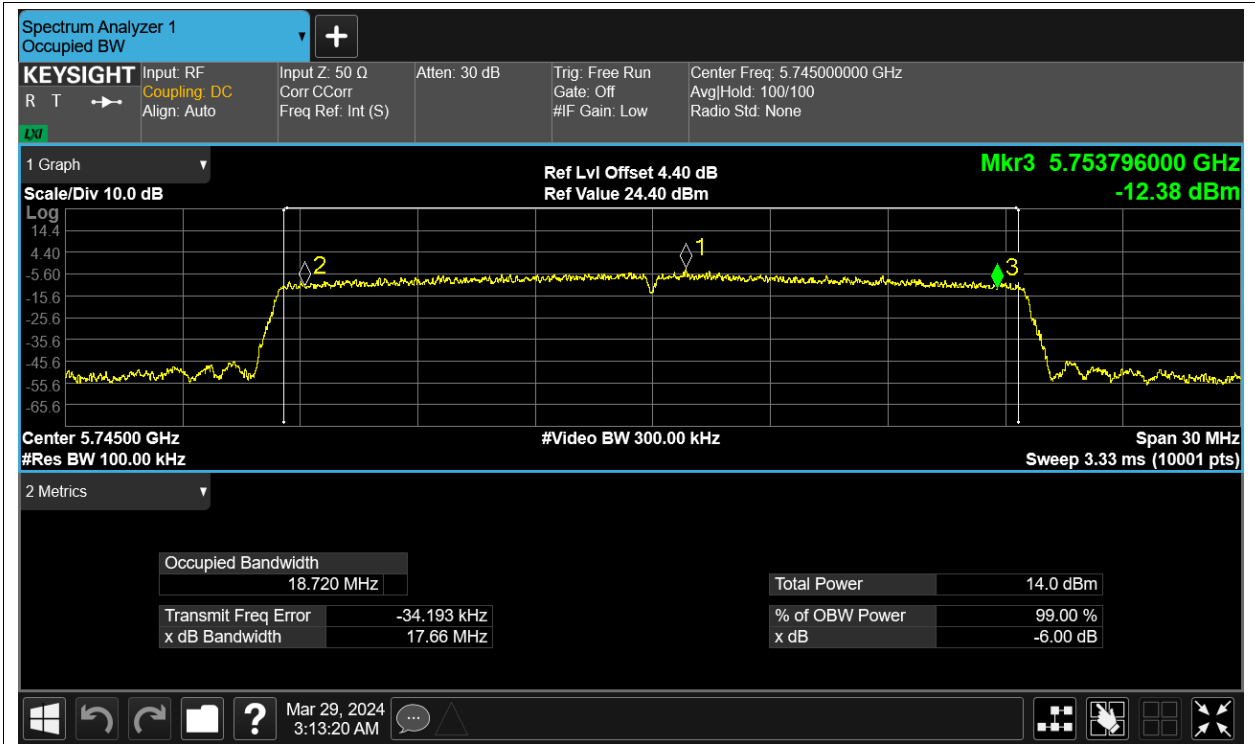 Spectrum Analyzer 1
Occupied BW
KEYSIGHT
R T
LXI
Input: RF
Coupling: DC
Align: Auto
Input Z: 50 Ω
Corr CCorr
Freq Ref: Int (S)
Atten: 30 dB
Trig: Free Run
Gate: Off
#IF Gain: Low
Center Freq: 5.745000000 GHz
Avg|Hold: 100/100
Radio Std: None
1 Graph
Scale/Div 10.0 dB
Ref Lvl Offset 4.40 dB
Ref Value 24.40 dBm
Mkr3 5.753796000 GHz
-12.38 dBm
Log
14.4
4.40
-5.60
-15.6
-25.6
-35.6
-45.6
-55.6
-65.6
2
1
3
Center 5.74500 GHz
#Res BW 100.00 kHz
#Video BW 300.00 kHz
Span 30 MHz
Sweep 3.33 ms (10001 pts)
2 Metrics
Occupied Bandwidth
18.720 MHz
Transmit Freq Error -34.193 kHz
x dB Bandwidth 17.66 MHz
Total Power 14.0 dBm
% of OBW Power 99.00 %
x dB -6.00 dB
?
Mar 29, 2024
3:13:20 AM